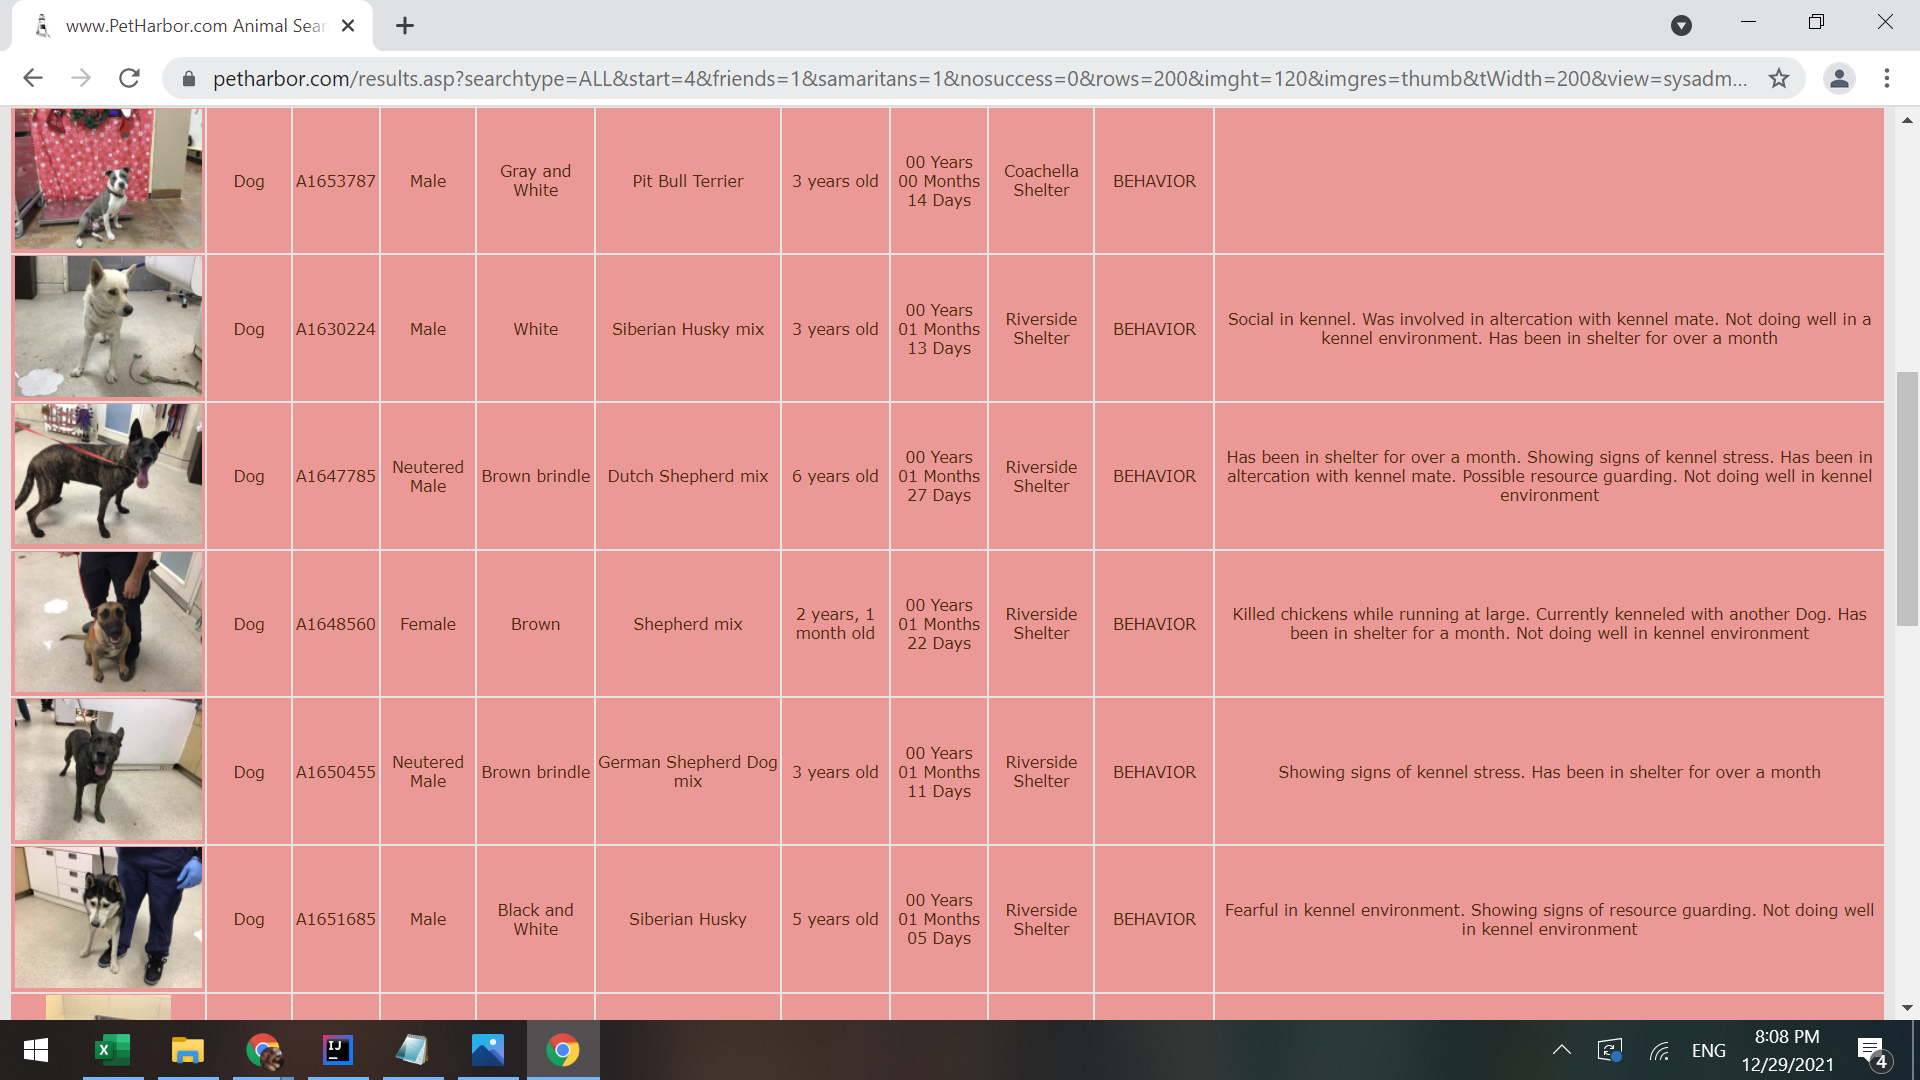 www.PetHarbor.com Animal Sear
petharbor.com/results.asp?searchtype=ALL&start=4&friends=1&samaritans=1&nosuccess=0&rows=200&imght=120&imgres=thumb&tWidth=200&view=sysadm...
Dog
A1653787
Male
Gray and
White
Pit Bull Terrier
3 years old
00 Years
00 Months
14 Days
Coachella
Shelter
BEHAVIOR
Dog
A1630224
Male
White
Siberian Husky mix
3 years old
00 Years
01 Months
13 Days
Riverside
Shelter
BEHAVIOR
Social in kennel. Was involved in altercation with kennel mate. Not doing well in a
kennel environment. Has been in shelter for over a month
Dog
A1647785
Neutered
Male
Brown brindle
Dutch Shepherd mix
6 years old
00 Years
01 Months
27 Days
Riverside
Shelter
BEHAVIOR
Has been in shelter for over a month. Showing signs of kennel stress. Has been in
altercation with kennel mate. Possible resource guarding. Not doing well in kennel
environment
Dog
A1648560
Female
Brown
Shepherd mix
2 years, 1
month old
00 Years
01 Months
22 Days
Riverside
Shelter
BEHAVIOR
Killed chickens while running at large. Currently kenneled with another Dog. Has
been in shelter for a month. Not doing well in kennel environment
Dog
A1650455
Neutered
Male
Brown brindle
German Shepherd Dog
mix
3 years old
00 Years
01 Months
11 Days
Riverside
Shelter
BEHAVIOR
Showing signs of kennel stress. Has been in shelter for over a month
Dog
A1651685
Male
Black and
White
Siberian Husky
5 years old
00 Years
01 Months
05 Days
Riverside
Shelter
BEHAVIOR
Fearful in kennel environment. Showing signs of resource guarding. Not doing well
in kennel environment
X
IJ
ENG
8:08 PM
12/29/2021
4